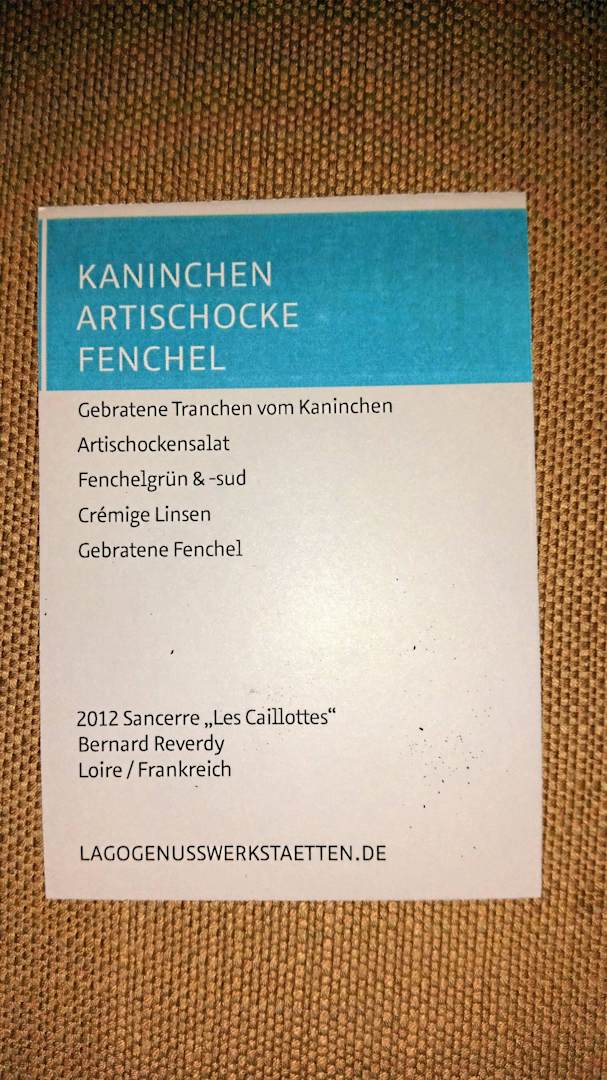 KANINCHEN
ARTISCHOCKE
FENCHEL
Gebratene Tranchen vom Kaninchen
Artischockensalat
Fenchelgrün & -sud
Crémige Linsen
Gebratene Fenchel
2012 Sancerre „Les Caillottes“
Bernard Reverdy
Loire / Frankreich
LAGOGENUSSWERKSTAETTEN.DE